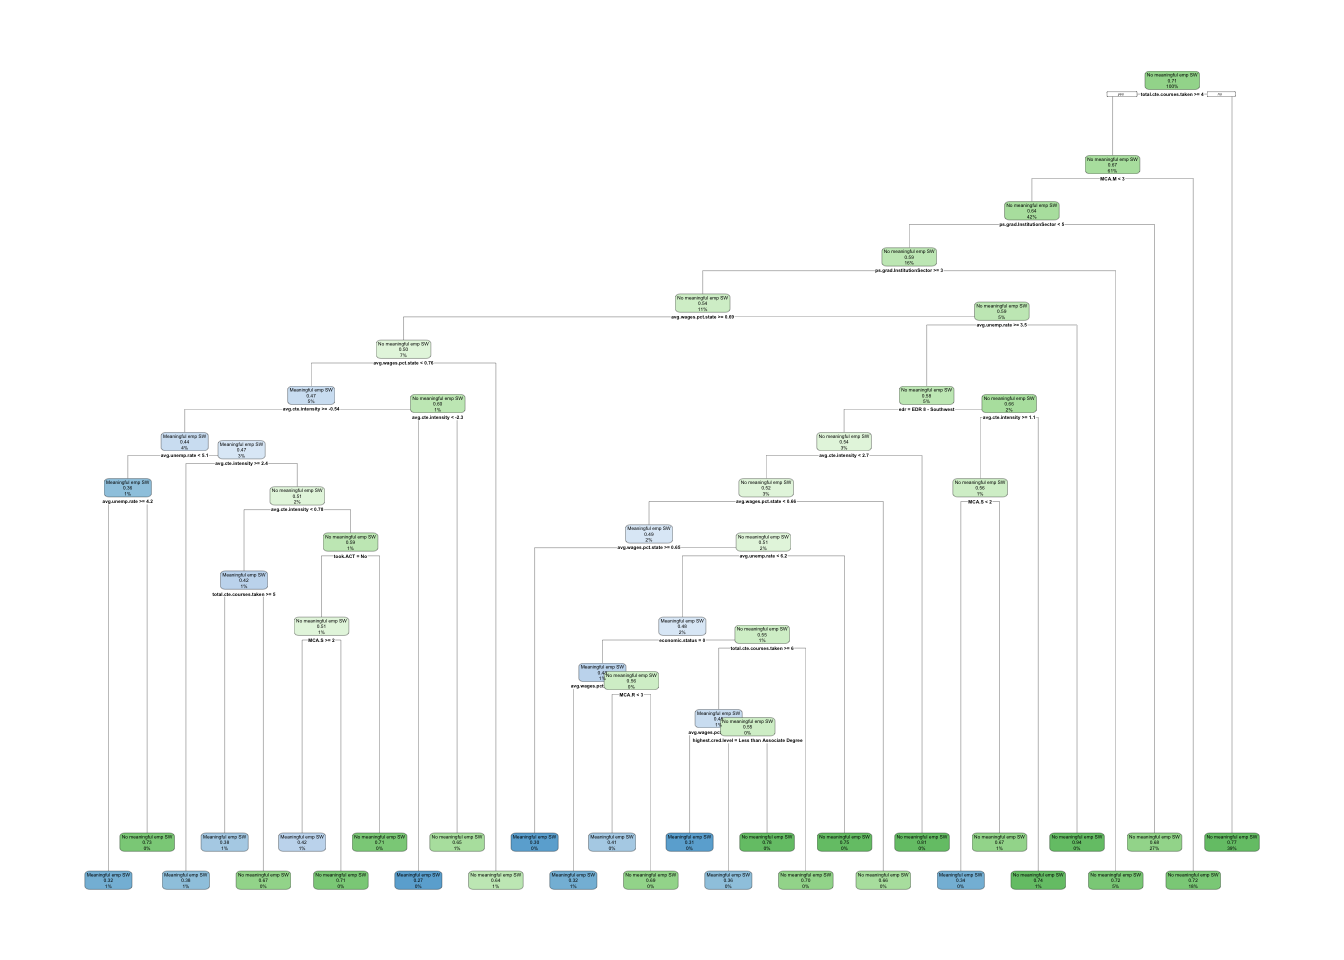 No meaningful emp SW
0.71
100%
yes
total.cte.courses.taken >= 4
no
No meaningful emp SW
0.67
61%
MCA.M < 3
No meaningful emp SW
0.64
42%
ps.grad.InstitutionSector < 5
No meaningful emp SW
0.58
16%
ps.grad.InstitutionSector >= 3
No meaningful emp SW
0.54
11%
avg.wages.pct.state >= 0.69
No meaningful emp SW
0.59
5%
avg.unemp.rate >= 3.5
No meaningful emp SW
0.50
7%
avg.wages.pct.state < 0.76
Meaningful emp SW
0.47
5%
avg.cte.intensity >= -0.54
No meaningful emp SW
0.60
1%
avg.cte.intensity < -2.3
No meaningful emp SW
0.58
5%
edr = EDR 8 - Southwest
No meaningful emp SW
0.66
2%
avg.cte.intensity >= 1.1
Meaningful emp SW
0.44
4%
avg.unemp.rate < 5.1
Meaningful emp SW
0.47
3%
avg.cte.intensity >= 2.4
No meaningful emp SW
0.54
3%
avg.cte.intensity < 2.7
Meaningful emp SW
0.36
1%
avg.unemp.rate >= 4.2
No meaningful emp SW
0.51
2%
avg.cte.intensity < 0.78
No meaningful emp SW
0.52
3%
avg.wages.pct.state < 0.66
No meaningful emp SW
0.56
1%
MCA.S < 2
No meaningful emp SW
0.59
1%
took.ACT = No
Meaningful emp SW
0.49
2%
avg.wages.pct.state >= 0.65
No meaningful emp SW
0.51
2%
avg.unemp.rate < 6.2
Meaningful emp SW
0.42
1%
total.cte.courses.taken >= 5
No meaningful emp SW
0.51
1%
MCA.S >= 2
Meaningful emp SW
0.48
2%
economic.status = 0
No meaningful emp SW
0.55
1%
total.cte.courses.taken >= 6
Meaningful emp SW
avg.wages.pct
No meaningful emp SW
0.56
0%
MCA.R < 3
Meaningful emp SW
avg.wages.pct
No meaningful emp SW
0.55
0%
highest.cred.level = Less than Associate Degree
No meaningful emp SW
0.73
0%
Meaningful emp SW
0.38
1%
Meaningful emp SW
0.42
1%
No meaningful emp SW
0.71
0%
No meaningful emp SW
0.65
1%
Meaningful emp SW
0%
Meaningful emp SW
0.41
0%
Meaningful emp SW
0.31
0%
No meaningful emp SW
0%
No meaningful emp SW
0.75
0%
No meaningful emp SW
0.81
0%
No meaningful emp SW
0.67
1%
No meaningful emp SW
0%
No meaningful emp SW
0.68
27%
No meaningful emp SW
0.77
39%
Meaningful emp SW
0.32
1%
Meaningful emp SW
1%
No meaningful emp SW
0.67
0%
No meaningful emp SW
0.71
0%
Meaningful emp SW
0.27
0%
No meaningful emp SW
0.64
1%
Meaningful emp SW
0.32
1%
No meaningful emp SW
0%
Meaningful emp SW
0.36
0%
No meaningful emp SW
0.70
0%
No meaningful emp SW
0.66
0%
Meaningful emp SW
0%
No meaningful emp SW
0.74
1%
No meaningful emp SW
0.72
5%
No meaningful emp SW
0.72